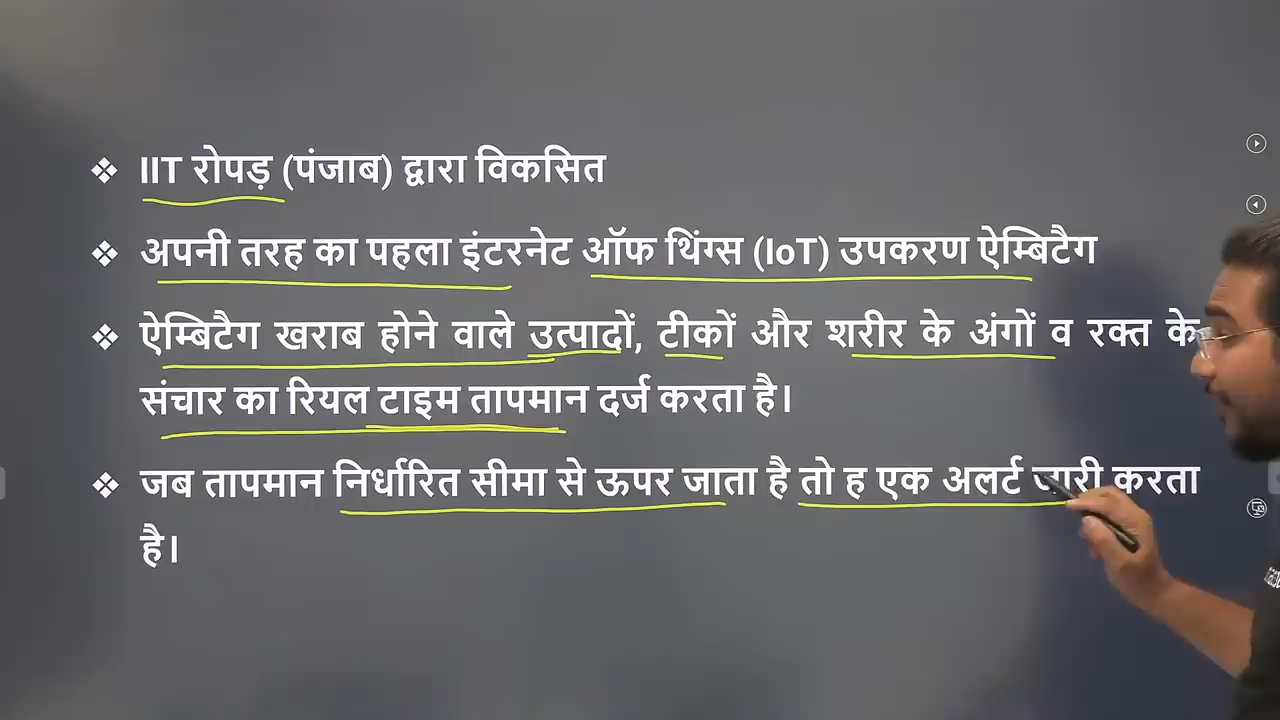 ❖ IIT रोपड़ (पंजाब) द्वारा विकसित
❖ अपनी तरह का पहला इंटरनेट ऑफ थिंग्स (IoT) उपकरण ऐम्बिटैग
❖ ऐम्बिटैग खराब होने वाले उत्पादों, टीकों और शरीर के अंगों व रक्त के
संचार का रियल टाइम तापमान दर्ज करता है।
❖ जब तापमान निर्धारित सीमा से ऊपर जाता है तो ह एक अलर्ट जारी करता
है।